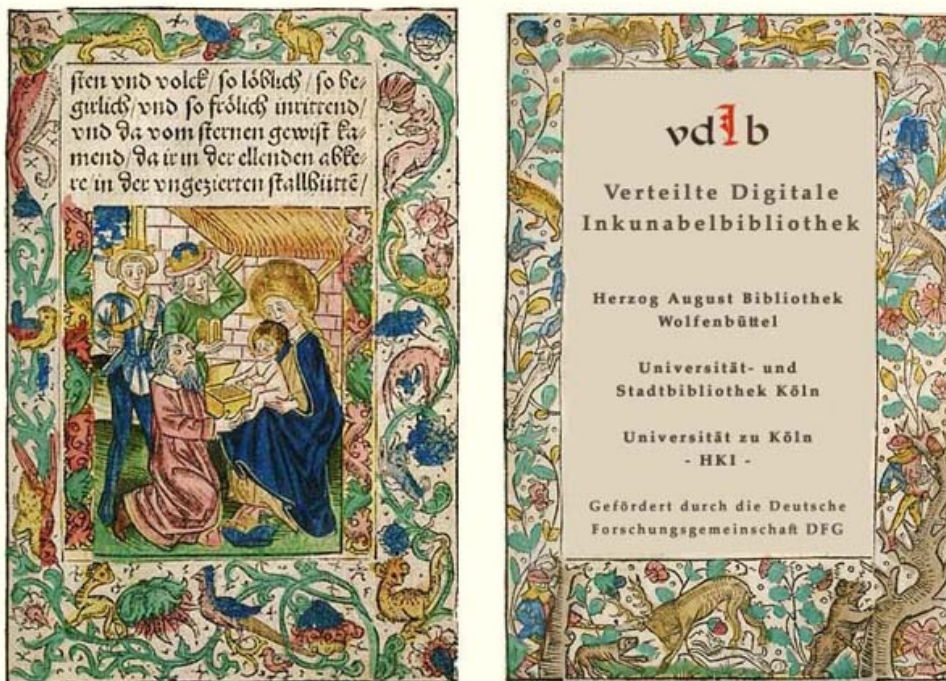 sten vnd volck / so löblich / so be-
girlich / vnd so frölich inrittend /
vnd da vom sternen gewist ka-
mend / da ir in der ellenden abke-
re in der vngezierten stallhüttē /
vdIb
Verteilte Digitale
Inkunabelbibliothek
Herzog August Bibliothek
Wolfenbüttel
Universität- und
Stadtbibliothek Köln
Universität zu Köln
- HKI -
Gefördert durch die Deutsche
Forschungsgemeinschaft DFG